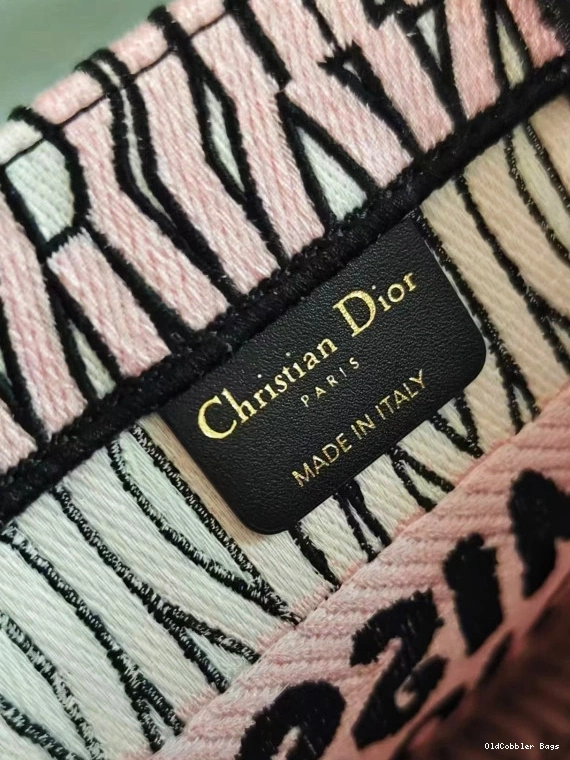 Christian Dior
PARIS
MADE IN ITALY
OldCobbler Bags